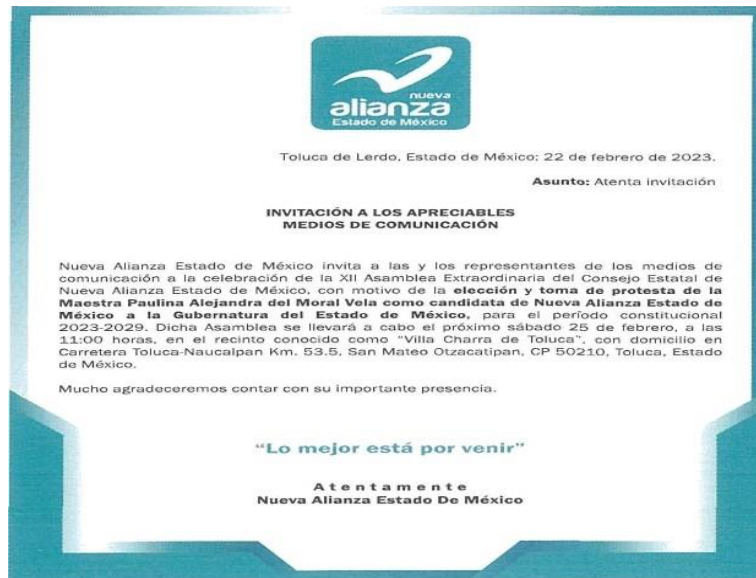 nueva
alianza
Estado de México
Toluca de Lerdo, Estado de México; 22 de febrero de 2023.
Asunto: Atenta invitación
INVITACIÓN A LOS APRECIABLES
MEDIOS DE COMUNICACIÓN
Nueva Alianza Estado de México invita a las y los representantes de los medios de
comunicación a la celebración de la XII Asamblea Extraordinaria del Consejo Estatal de
Nueva Alianza Estado de México, con motivo de la elección y toma de protesta de la
Maestra Paulina Alejandra del Moral Vela como candidata de Nueva Alianza Estado de
México a la Gubernatura del Estado de México, para el período constitucional
2023-2029. Dicha Asamblea se llevará a cabo el próximo sábado 25 de febrero, a las
11:00 horas, en el recinto conocido como “Villa Charra de Toluca”, con domicilio en
Carretera Toluca-Naucalpan Km. 53.5, San Mateo Otzacatipan, CP 50210, Toluca, Estado
de México.
Mucho agradeceremos contar con su importante presencia.
“Lo mejor está por venir”
Atentamente
Nueva Alianza Estado De México